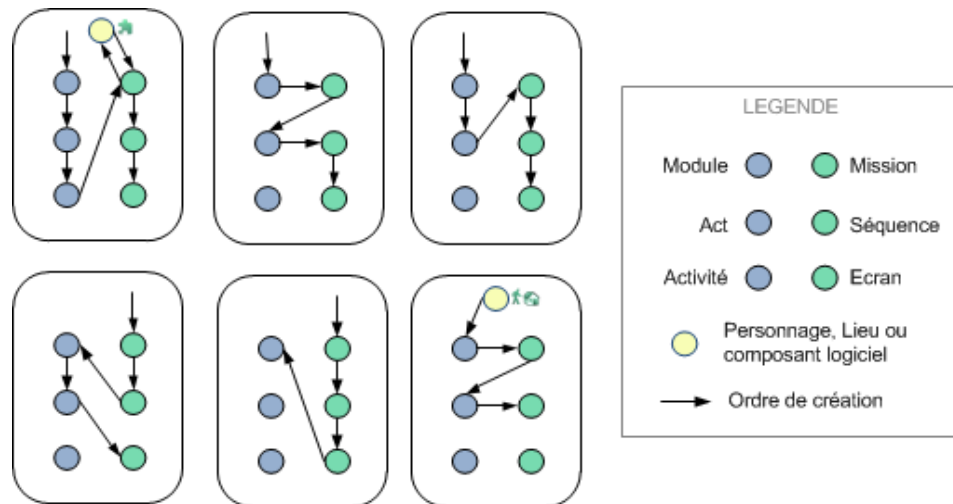 LEGENDE
Module Mission
Act Séquence
Activité Ecran
Personnage, Lieu ou
composant logiciel
Ordre de création